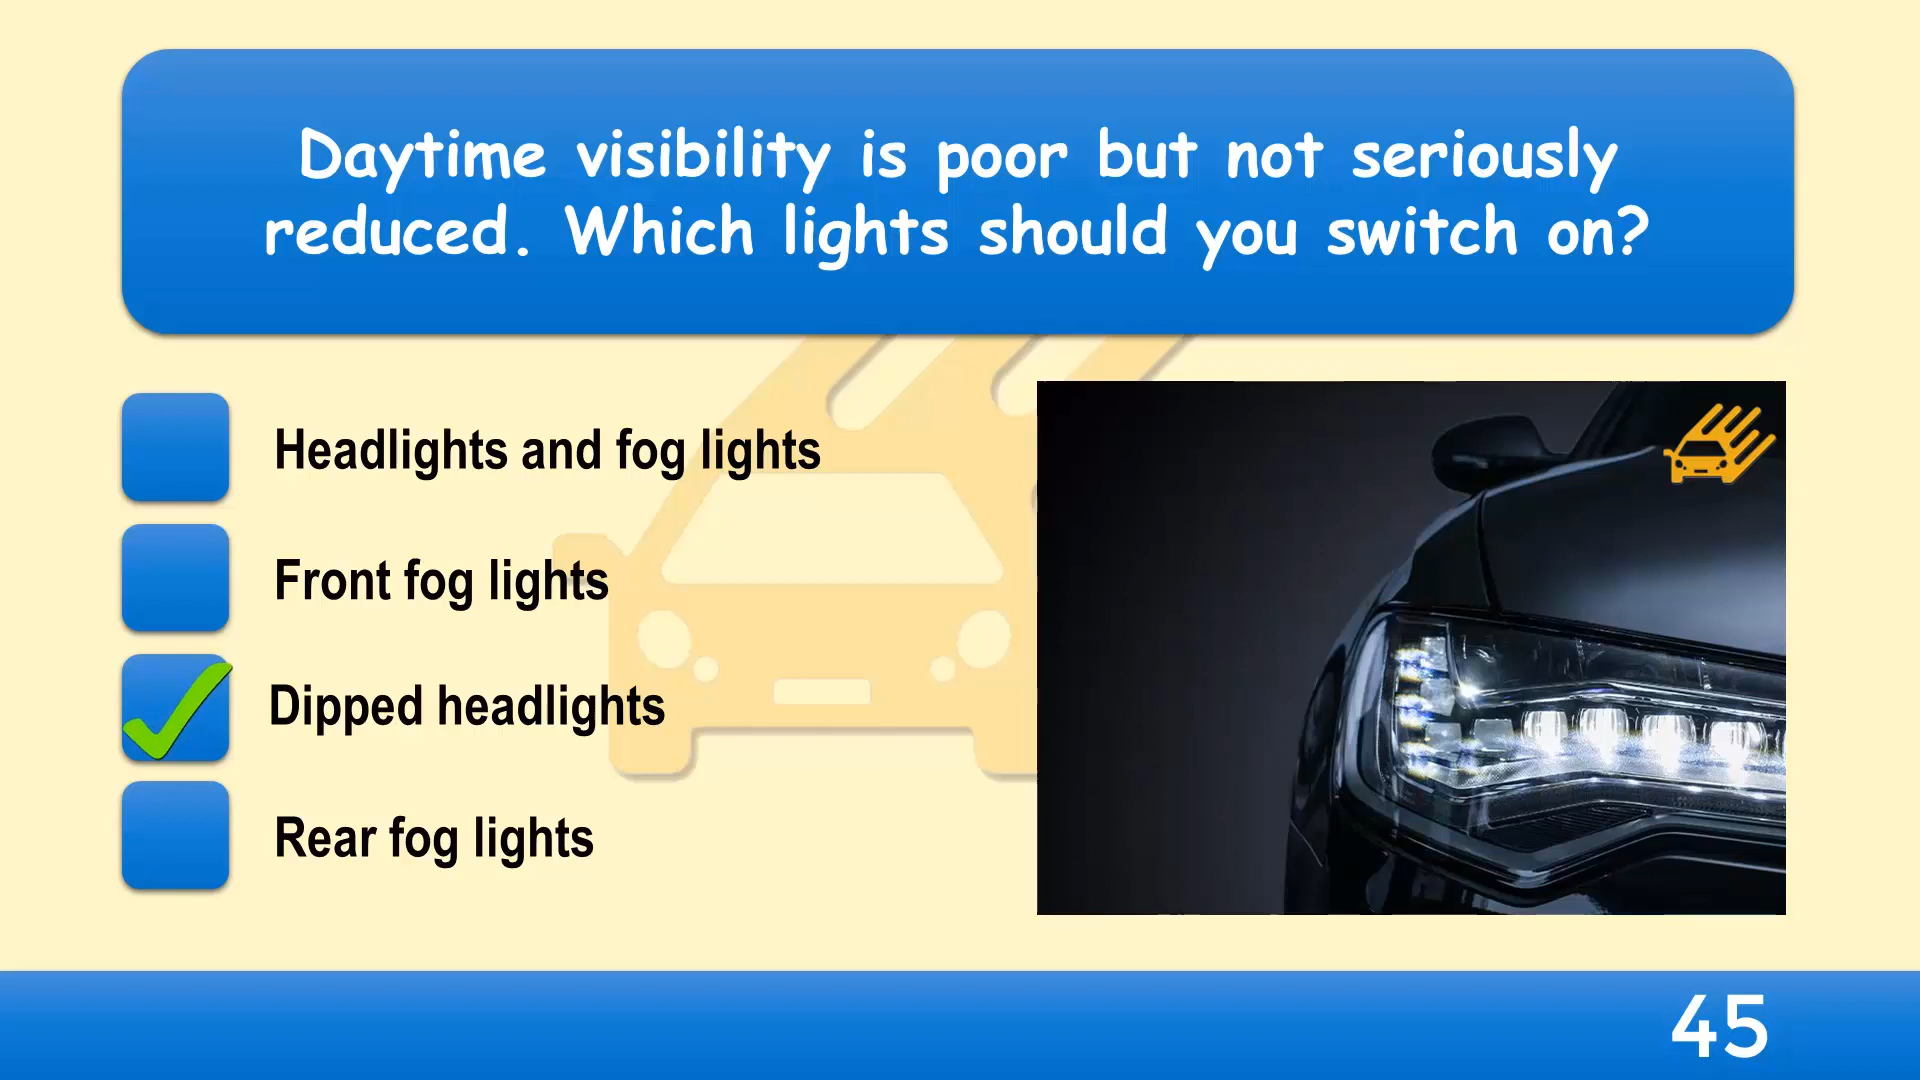 Daytime visibility is poor but not seriously
reduced. Which lights should you switch on?
Headlights and fog lights
Front fog lights
Dipped headlights
Rear fog lights
45